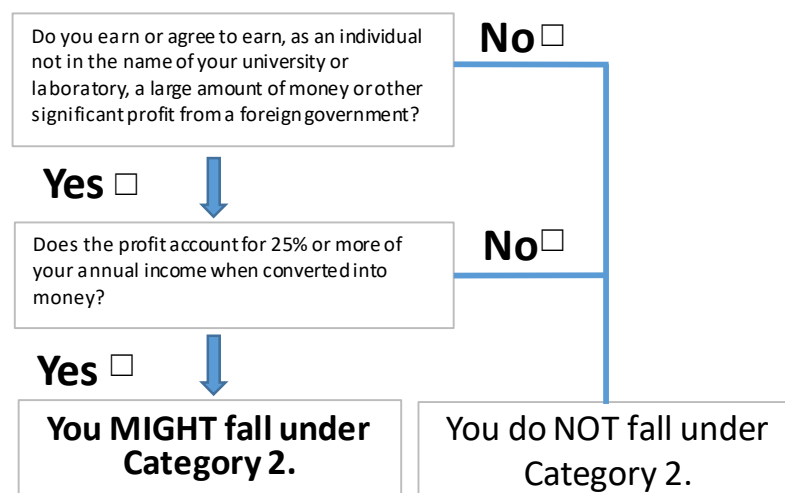 Do you earn or agree to earn, as an individual
not in the name of your university or
laboratory, a large amount of money or other
significant profit from a foreign government?
No □
Yes □
Does the profit account for 25% or more of
your annual income when converted into
money?
No □
Yes □
You MIGHT fall under
Category 2.
You do NOT fall under
Category 2.